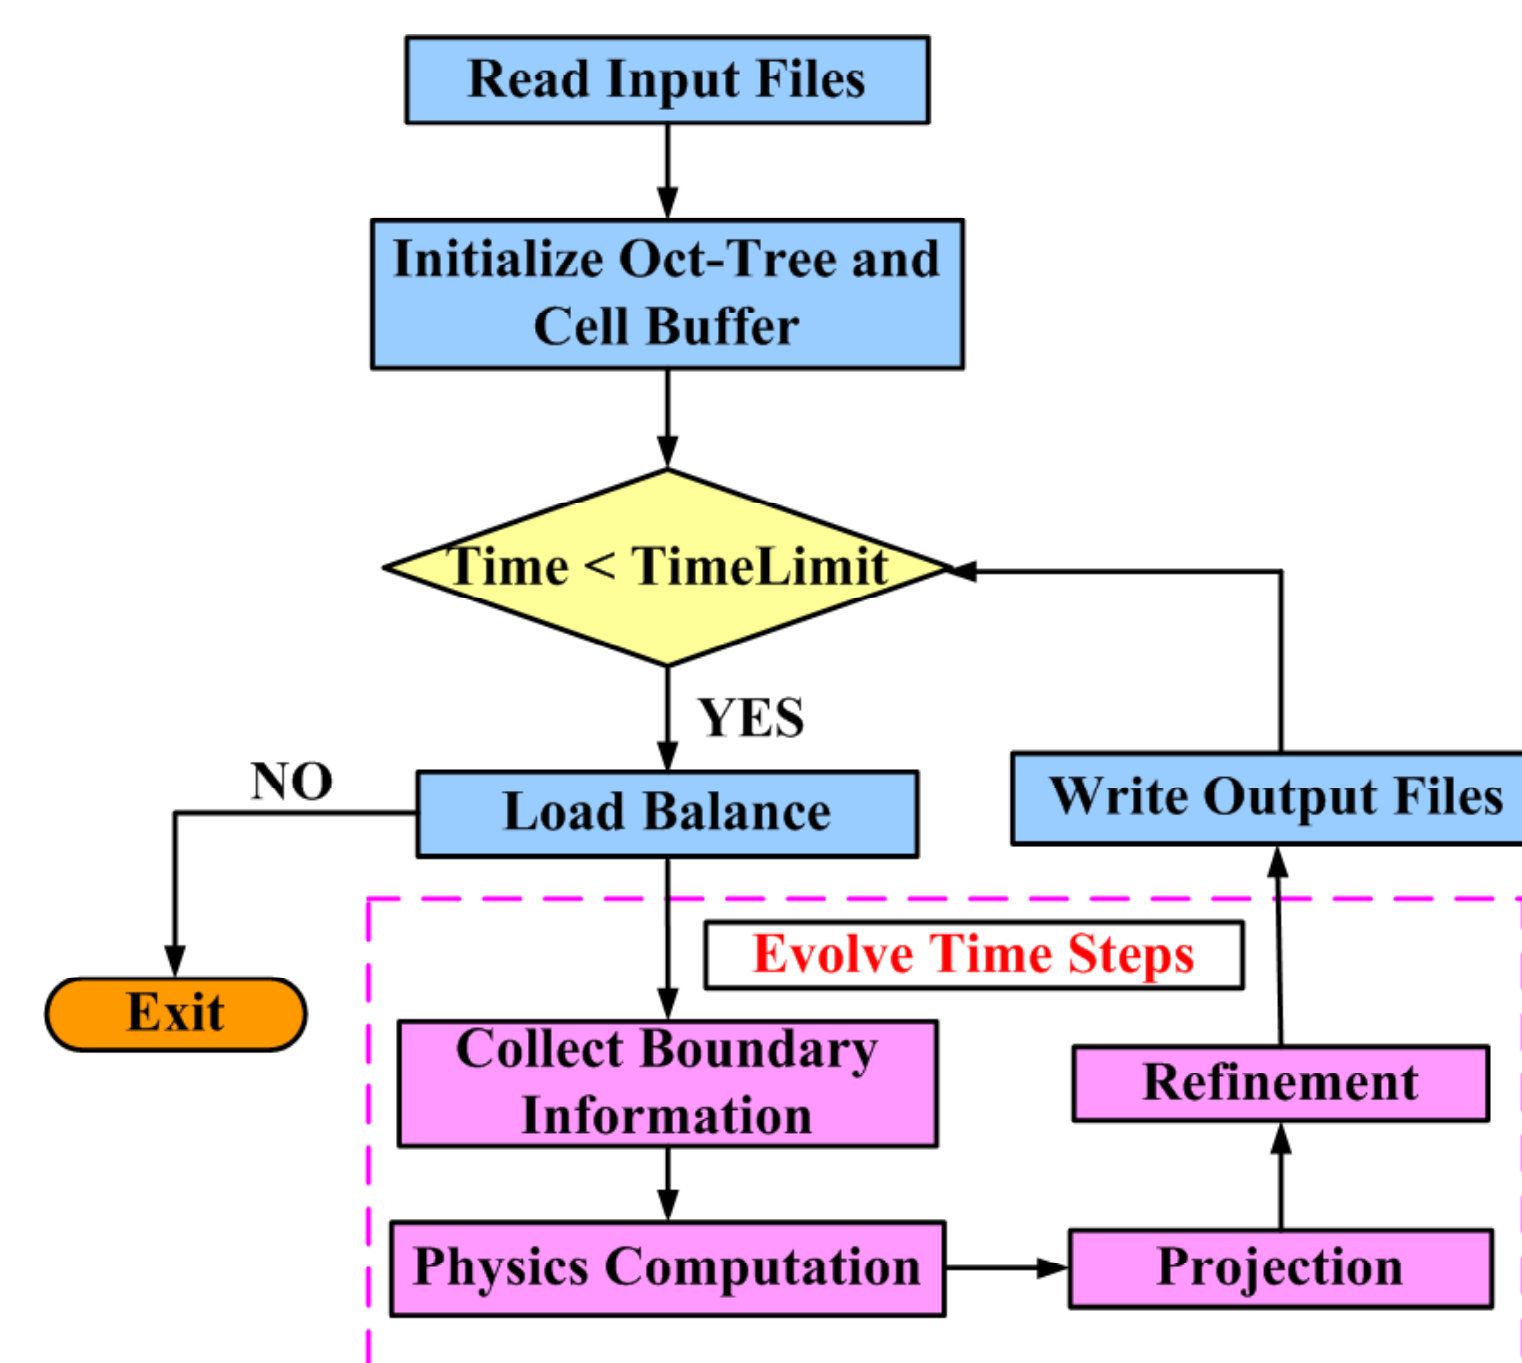 Read Input Files
Initialize Oct-Tree and
Cell Buffer
Time < TimeLimit
YES
NO
Load Balance
Write Output Files
Evolve Time Steps
Exit
Collect Boundary
Information
Refinement
Physics Computation
Projection